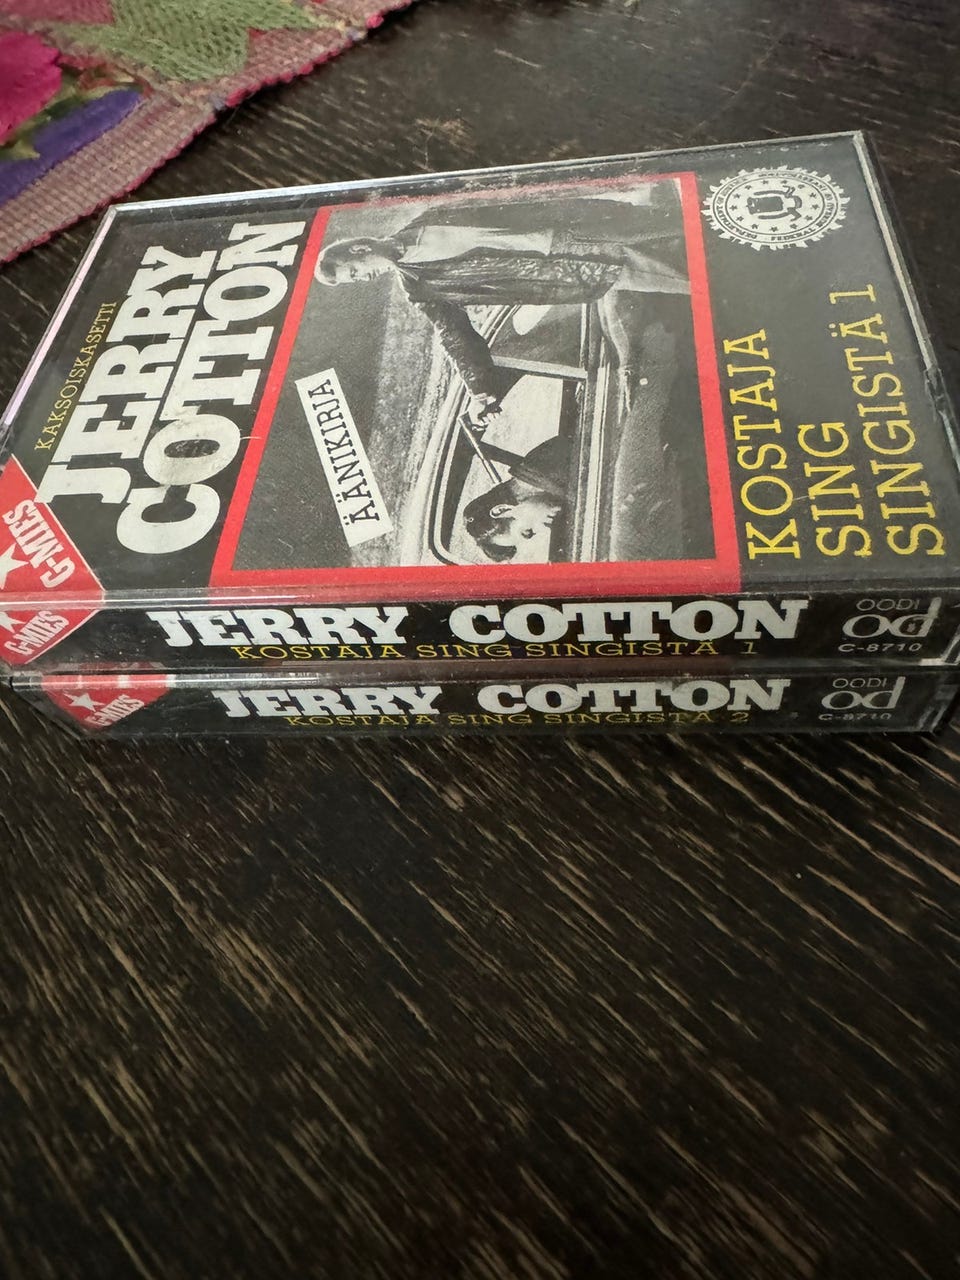 KAKSOISKASETTI
JERRY
COTTON
ÄÄNIKIRJA
KOSTAJA
SING
SINGISTÄ 1
G-MIES
G-MIES
JERRY COTTON
KOSTAJA SING SINGISTÄ 1
OODI
od
C-8710
G-MIES
JERRY COTTON
KOSTAJA SING SINGISTÄ 2
OODI
od
C-8710